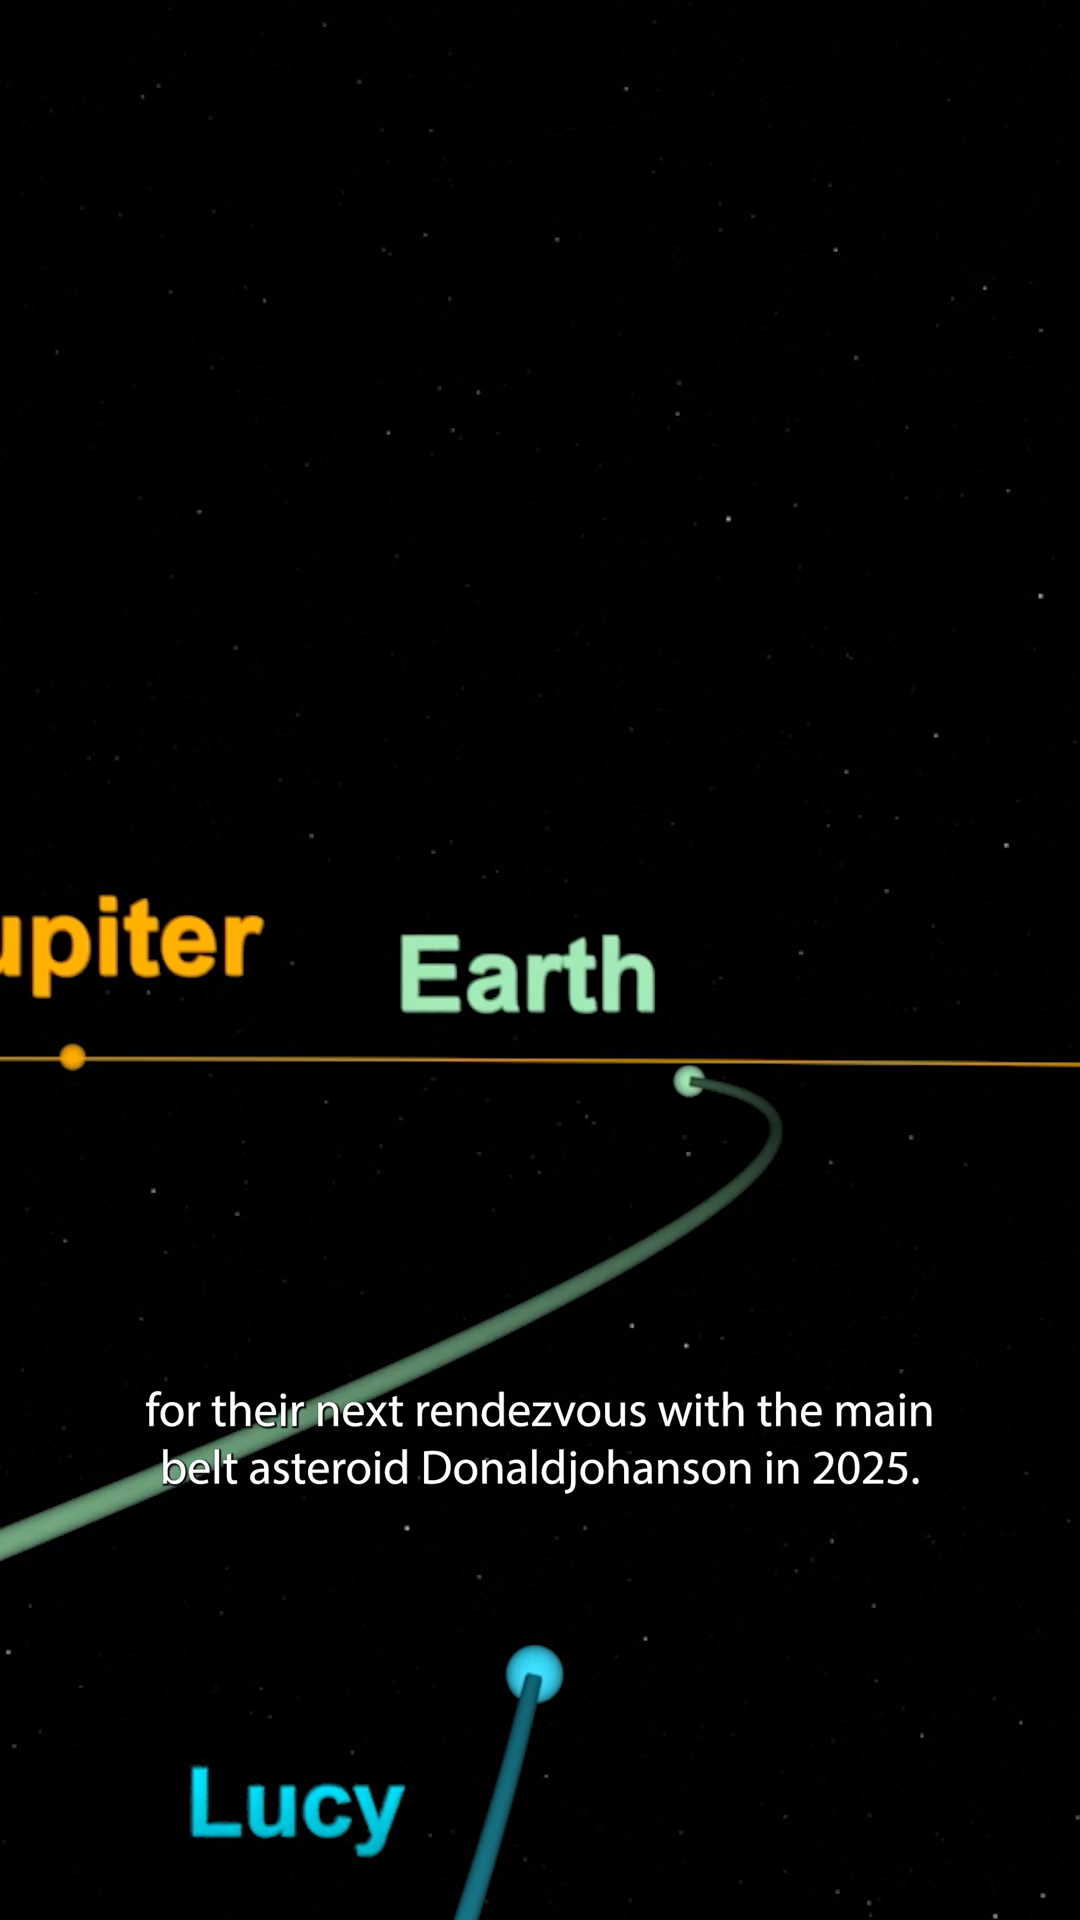 upiter
Earth
for their next rendezvous with the main
belt asteroid Donaldjohanson in 2025.
Lucy